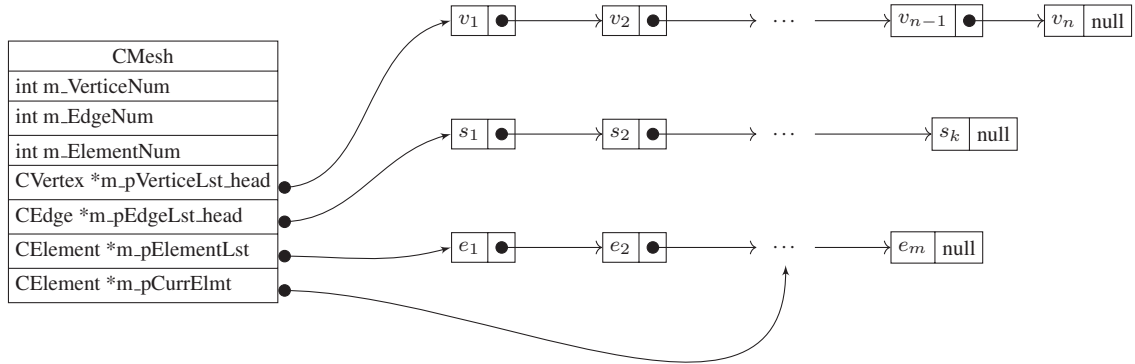 v₁ v₂ ··· vₙ₋₁ vₙ null
CMesh
int m_VerticeNum
int m_EdgeNum
s₁ s₂ ··· sₖ null
int m_ElementNum
CVertex *m_pVerticeLst_head
CEdge *m_pEdgeLst_head
CElement *m_pElementLst
e₁ e₂ ··· eₘ null
CElement *m_pCurrElmt